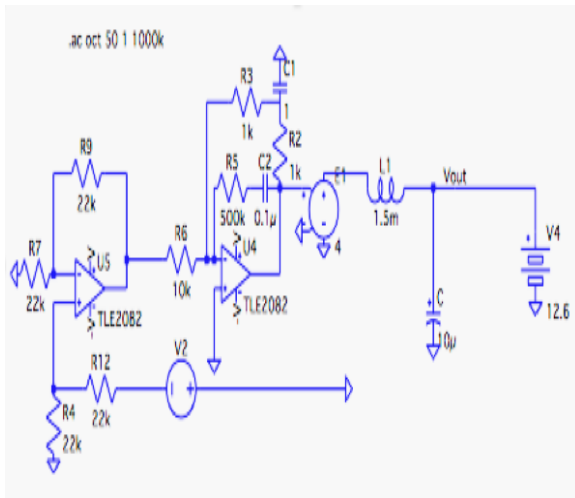 .ac oct 50 1 1000k
C1
R3
1
1k
R2
R9
R5
C2
1k
E1
L1
Vout
22k
500k
0.1µ
1.5m
V4
R7
U5
R6
U4
4
10k
C
12.6
22k
TLE2082
TLE2082
10µ
V2
R12
R4
22k
22k